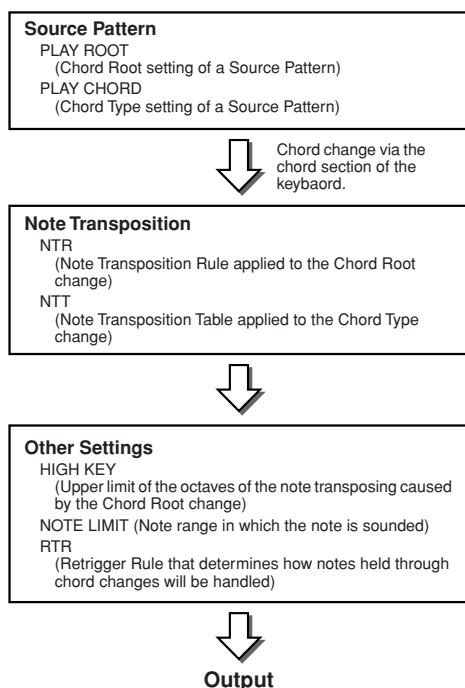 Source Pattern
PLAY ROOT
(Chord Root setting of a Source Pattern)
PLAY CHORD
(Chord Type setting of a Source Pattern)
Chord change via the
chord section of the
keybaord.
Note Transposition
NTR
(Note Transposition Rule applied to the Chord Root
change)
NTT
(Note Transposition Table applied to the Chord Type
change)
Other Settings
HIGH KEY
(Upper limit of the octaves of the note transposing caused
by the Chord Root change)
NOTE LIMIT (Note range in which the note is sounded)
RTR
(Retrigger Rule that determines how notes held through
chord changes will be handled)
Output